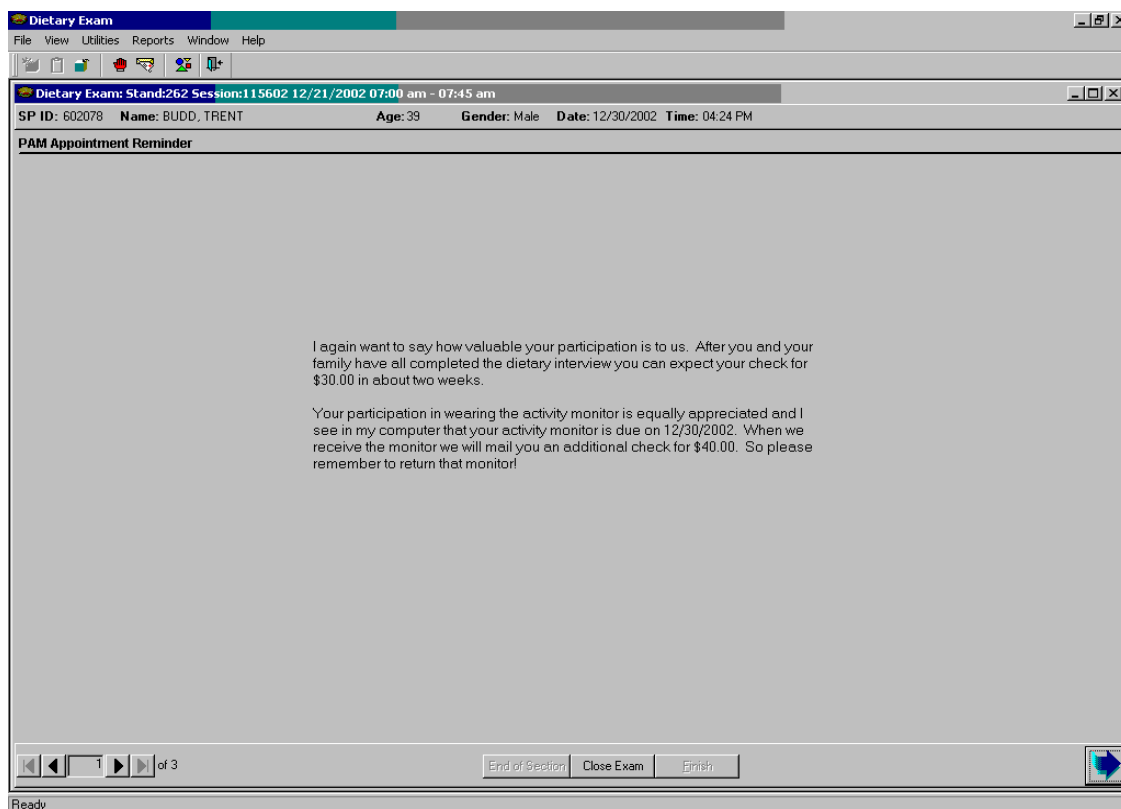 Dietary Exam
File View Utilities Reports Window Help
Dietary Exam: Stand:262 Session:115602 12/21/2002 07:00 am - 07:45 am
SP ID: 602078 Name: BUDD, TRENT Age: 39 Gender: Male Date: 12/30/2002 Time: 04:24 PM
PAM Appointment Reminder
I again want to say how valuable your participation is to us. After you and your
family have all completed the dietary interview you can expect your check for
$30.00 in about two weeks.
Your participation in wearing the activity monitor is equally appreciated and I
see in my computer that your activity monitor is due on 12/30/2002. When we
receive the monitor we will mail you an additional check for $40.00. So please
remember to return that monitor!
1 of 3 End of Section Close Exam Finish
Ready